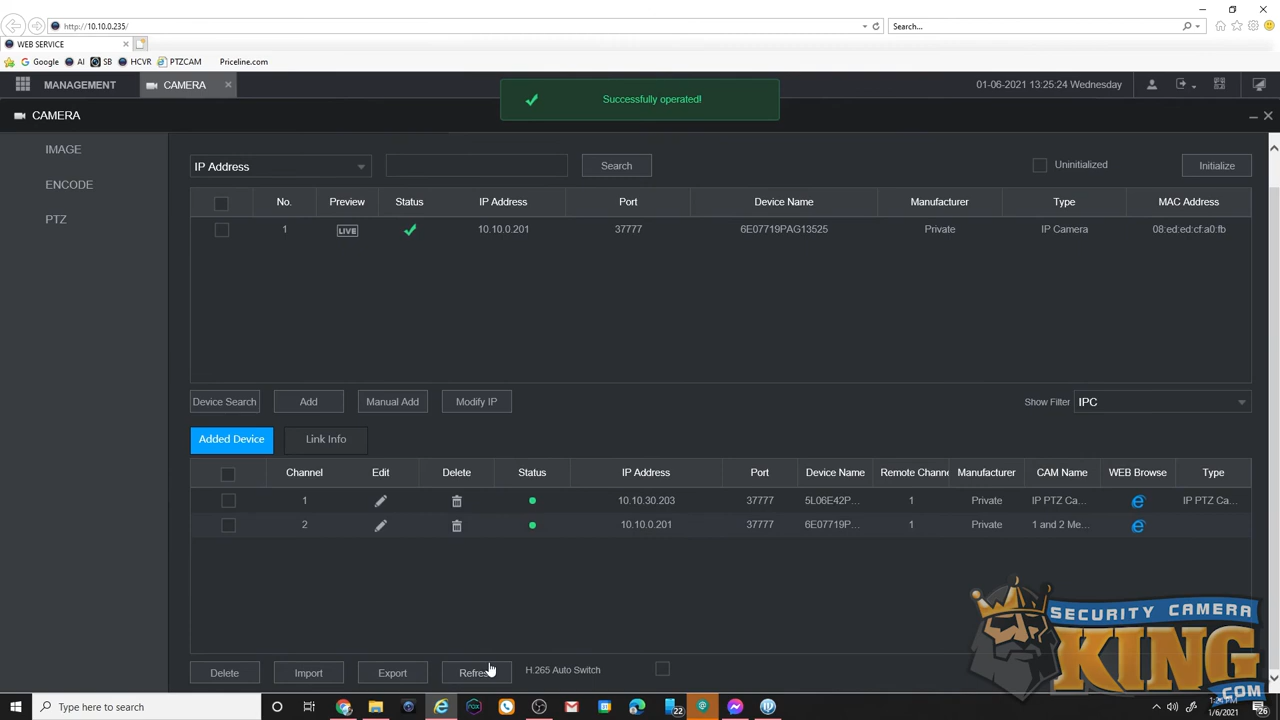 http://10.10.0.235/
Search...
WEB SERVICE
Google AI SB HCVR PTZCAM Priceline.com
MANAGEMENT CAMERA 01-06-2021 13:25:24 Wednesday
Successfully operated!
CAMERA
IMAGE
ENCODE
PTZ
IP Address Search Uninitialized Initialize
No. Preview Status IP Address Port Device Name Manufacturer Type MAC Address
1 LIVE 10.10.0.201 37777 6E07719PAG13525 Private IP Camera 08.ed:ed:cf:a0:fb
Device Search Add Manual Add Modify IP Show Filter IPC
Added Device Link Info
Channel Edit Delete Status IP Address Port Device Name Remote Chann Manufacturer CAM Name WEB Browse Type
1 10.10.30.203 37777 5L06E42P... 1 Private IP PTZ Ca... IP PTZ Ca...
2 10.10.0.201 37777 6E07719P... 1 Private 1 and 2 Me...
Delete Import Export H.265 Auto Switch
SECURITY CAMERA
KING
.COM
Type here to search
22
1/6/2021
26